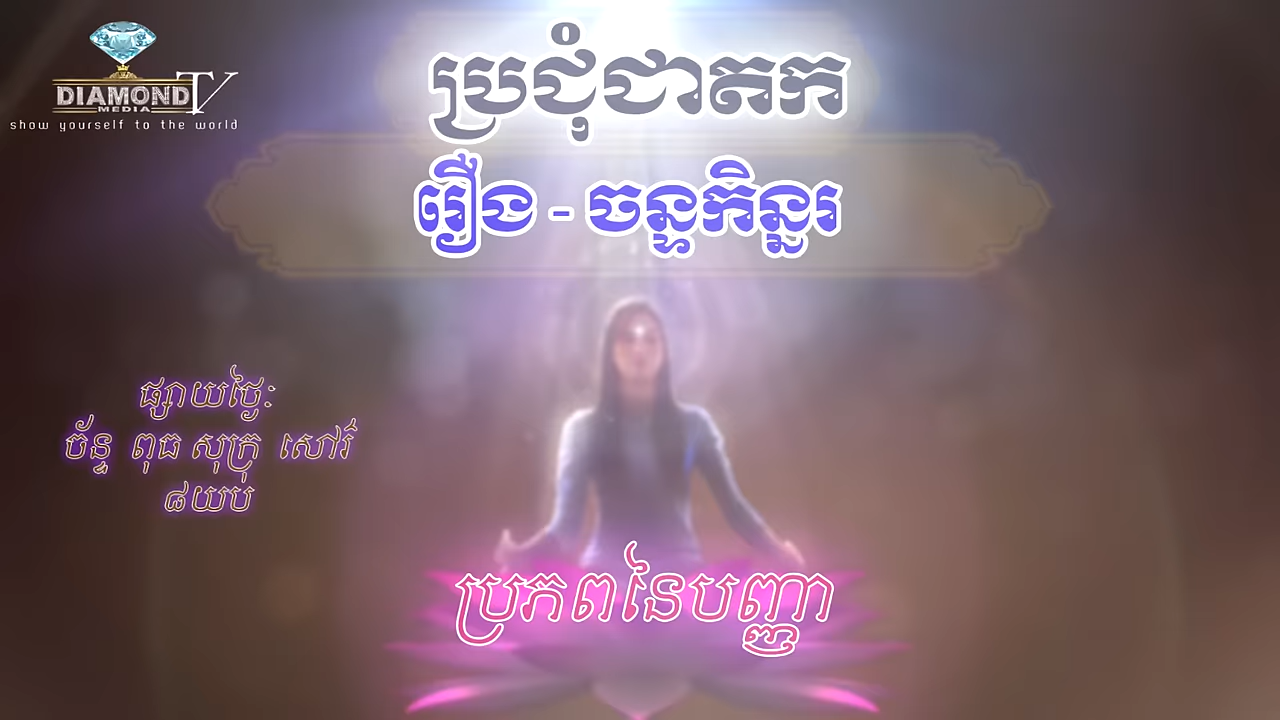 DIAMOND TV
MEDIA
show yourself to the world
ប្រជុំជាតក
រឿង - ចន្ទកិន្នរ
ផ្សាយថ្ងៃ:
ច័ន្ទ ពុធ សុក្រុ សៅរ៍
៨យប់
ប្រភពនៃបញ្ញា